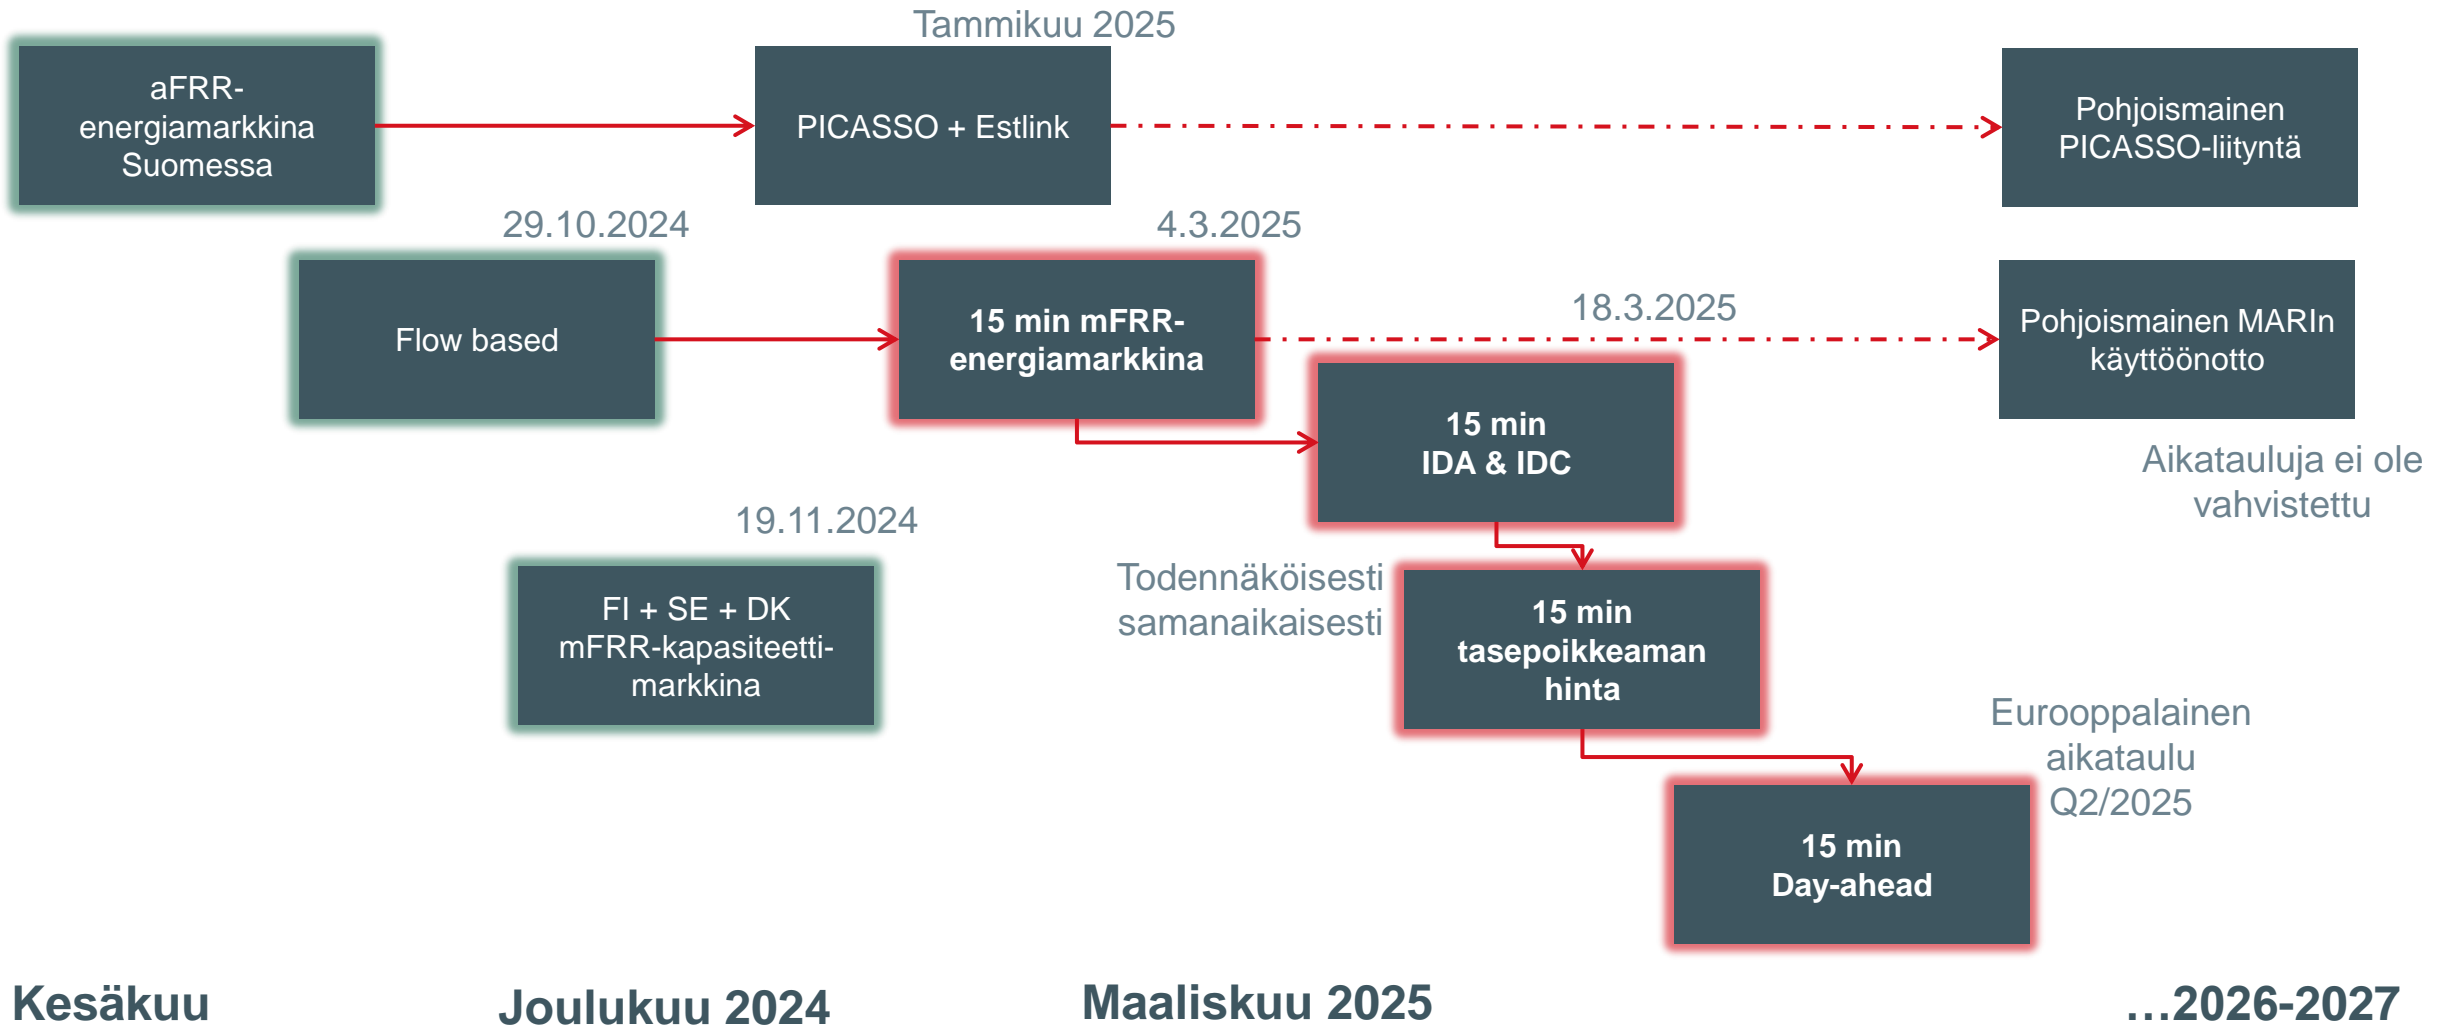 Tammikuu 2025
aFRR-
energiamarkkina
Suomessa
PICASSO + Estlink
Pohjoismainen
PICASSO-liityntä
29.10.2024
4.3.2025
Flow based
15 min mFRR-
energiamarkkina
18.3.2025
Pohjoismainen MARIn
käyttöönotto
15 min
IDA & IDC
Aikatauluja ei ole
vahvistettu
19.11.2024
FI + SE + DK
mFRR-kapasiteetti-
markkina
Todennäköisesti
samanaikaisesti
15 min
tasepoikkeaman
hinta
Eurooppalainen
aikataulu
Q2/2025
15 min
Day-ahead
Kesäkuu
Joulukuu 2024
Maaliskuu 2025
...2026-2027